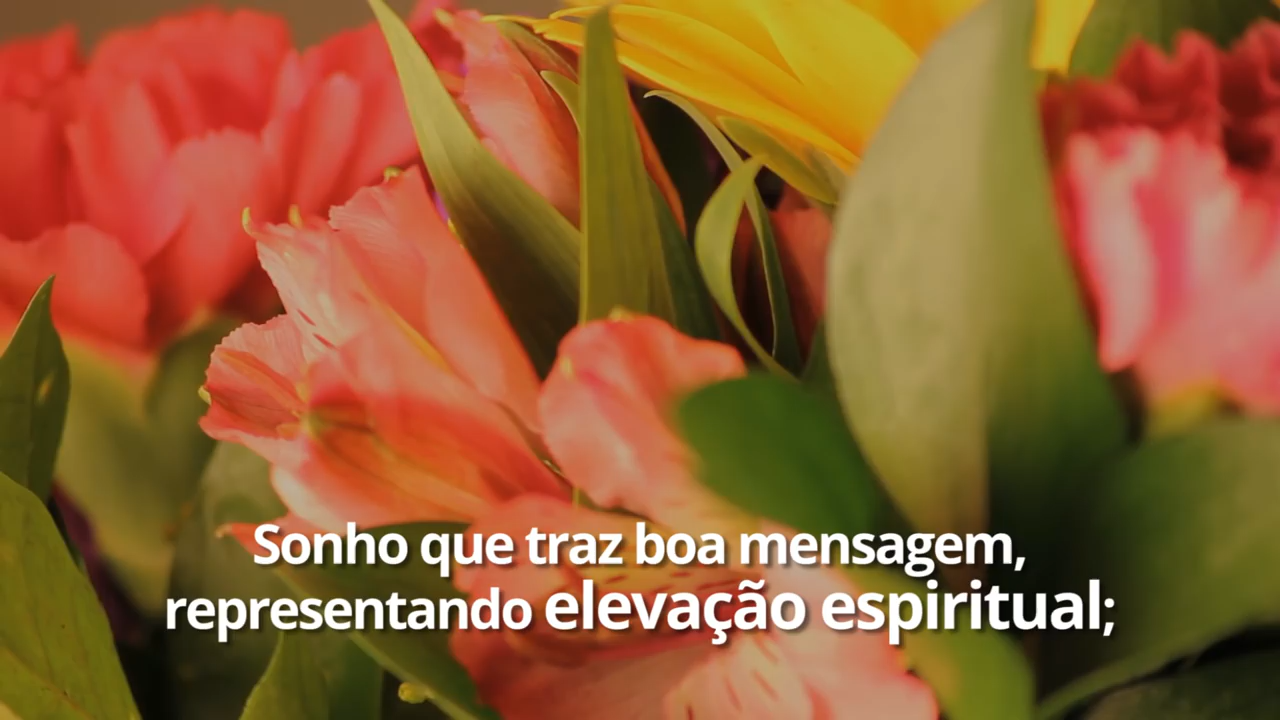 Sonho que traz boa mensagem,
representando elevação espiritual;